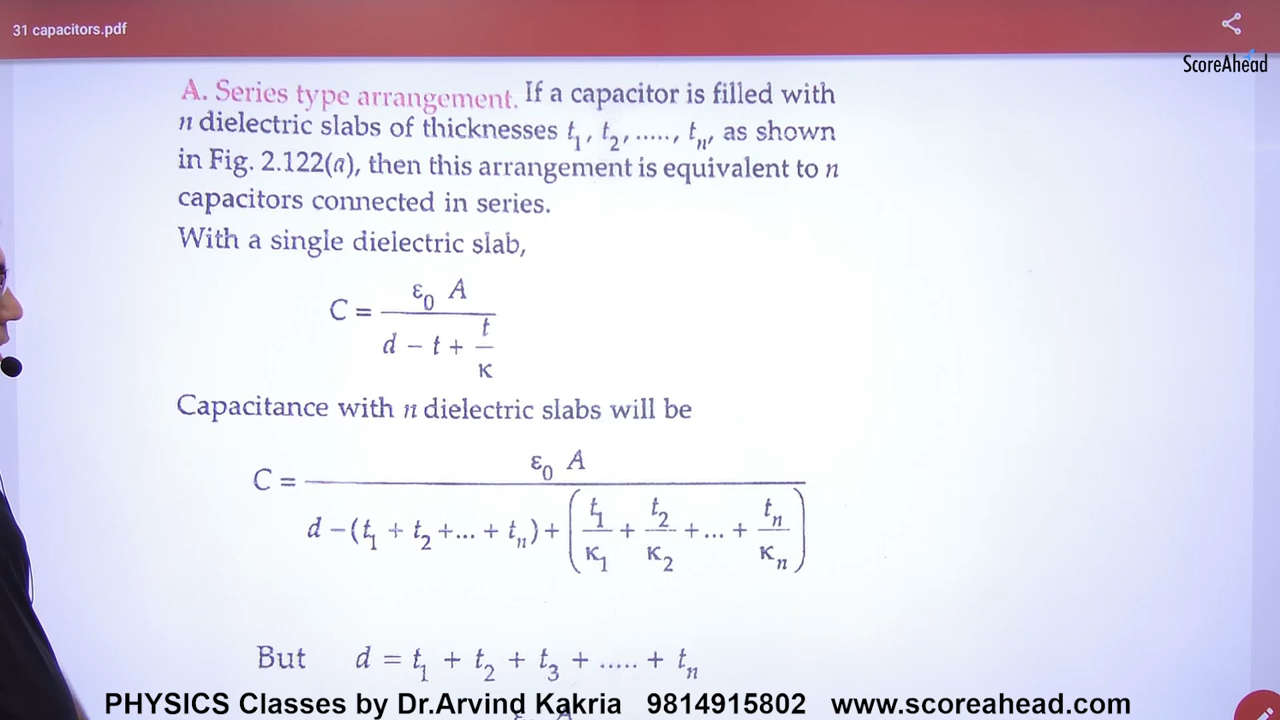 31 capacitors.pdf
ScoreAhead
A. Series type arrangement. If a capacitor is filled with
n dielectric slabs of thicknesses t₁, t₂, ....., tₙ, as shown
in Fig. 2.122(a), then this arrangement is equivalent to n
capacitors connected in series.
With a single dielectric slab,
C = ε₀ A / (d − t + t/κ)
Capacitance with n dielectric slabs will be
C = ε₀ A / (d − (t₁ + t₂ + ... + tₙ) + (t₁/κ₁ + t₂/κ₂ + ... + tₙ/κₙ))
But d = t₁ + t₂ + t₃ + ..... + tₙ
PHYSICS Classes by Dr.Arvind Kakria 9814915802 www.scoreahead.com